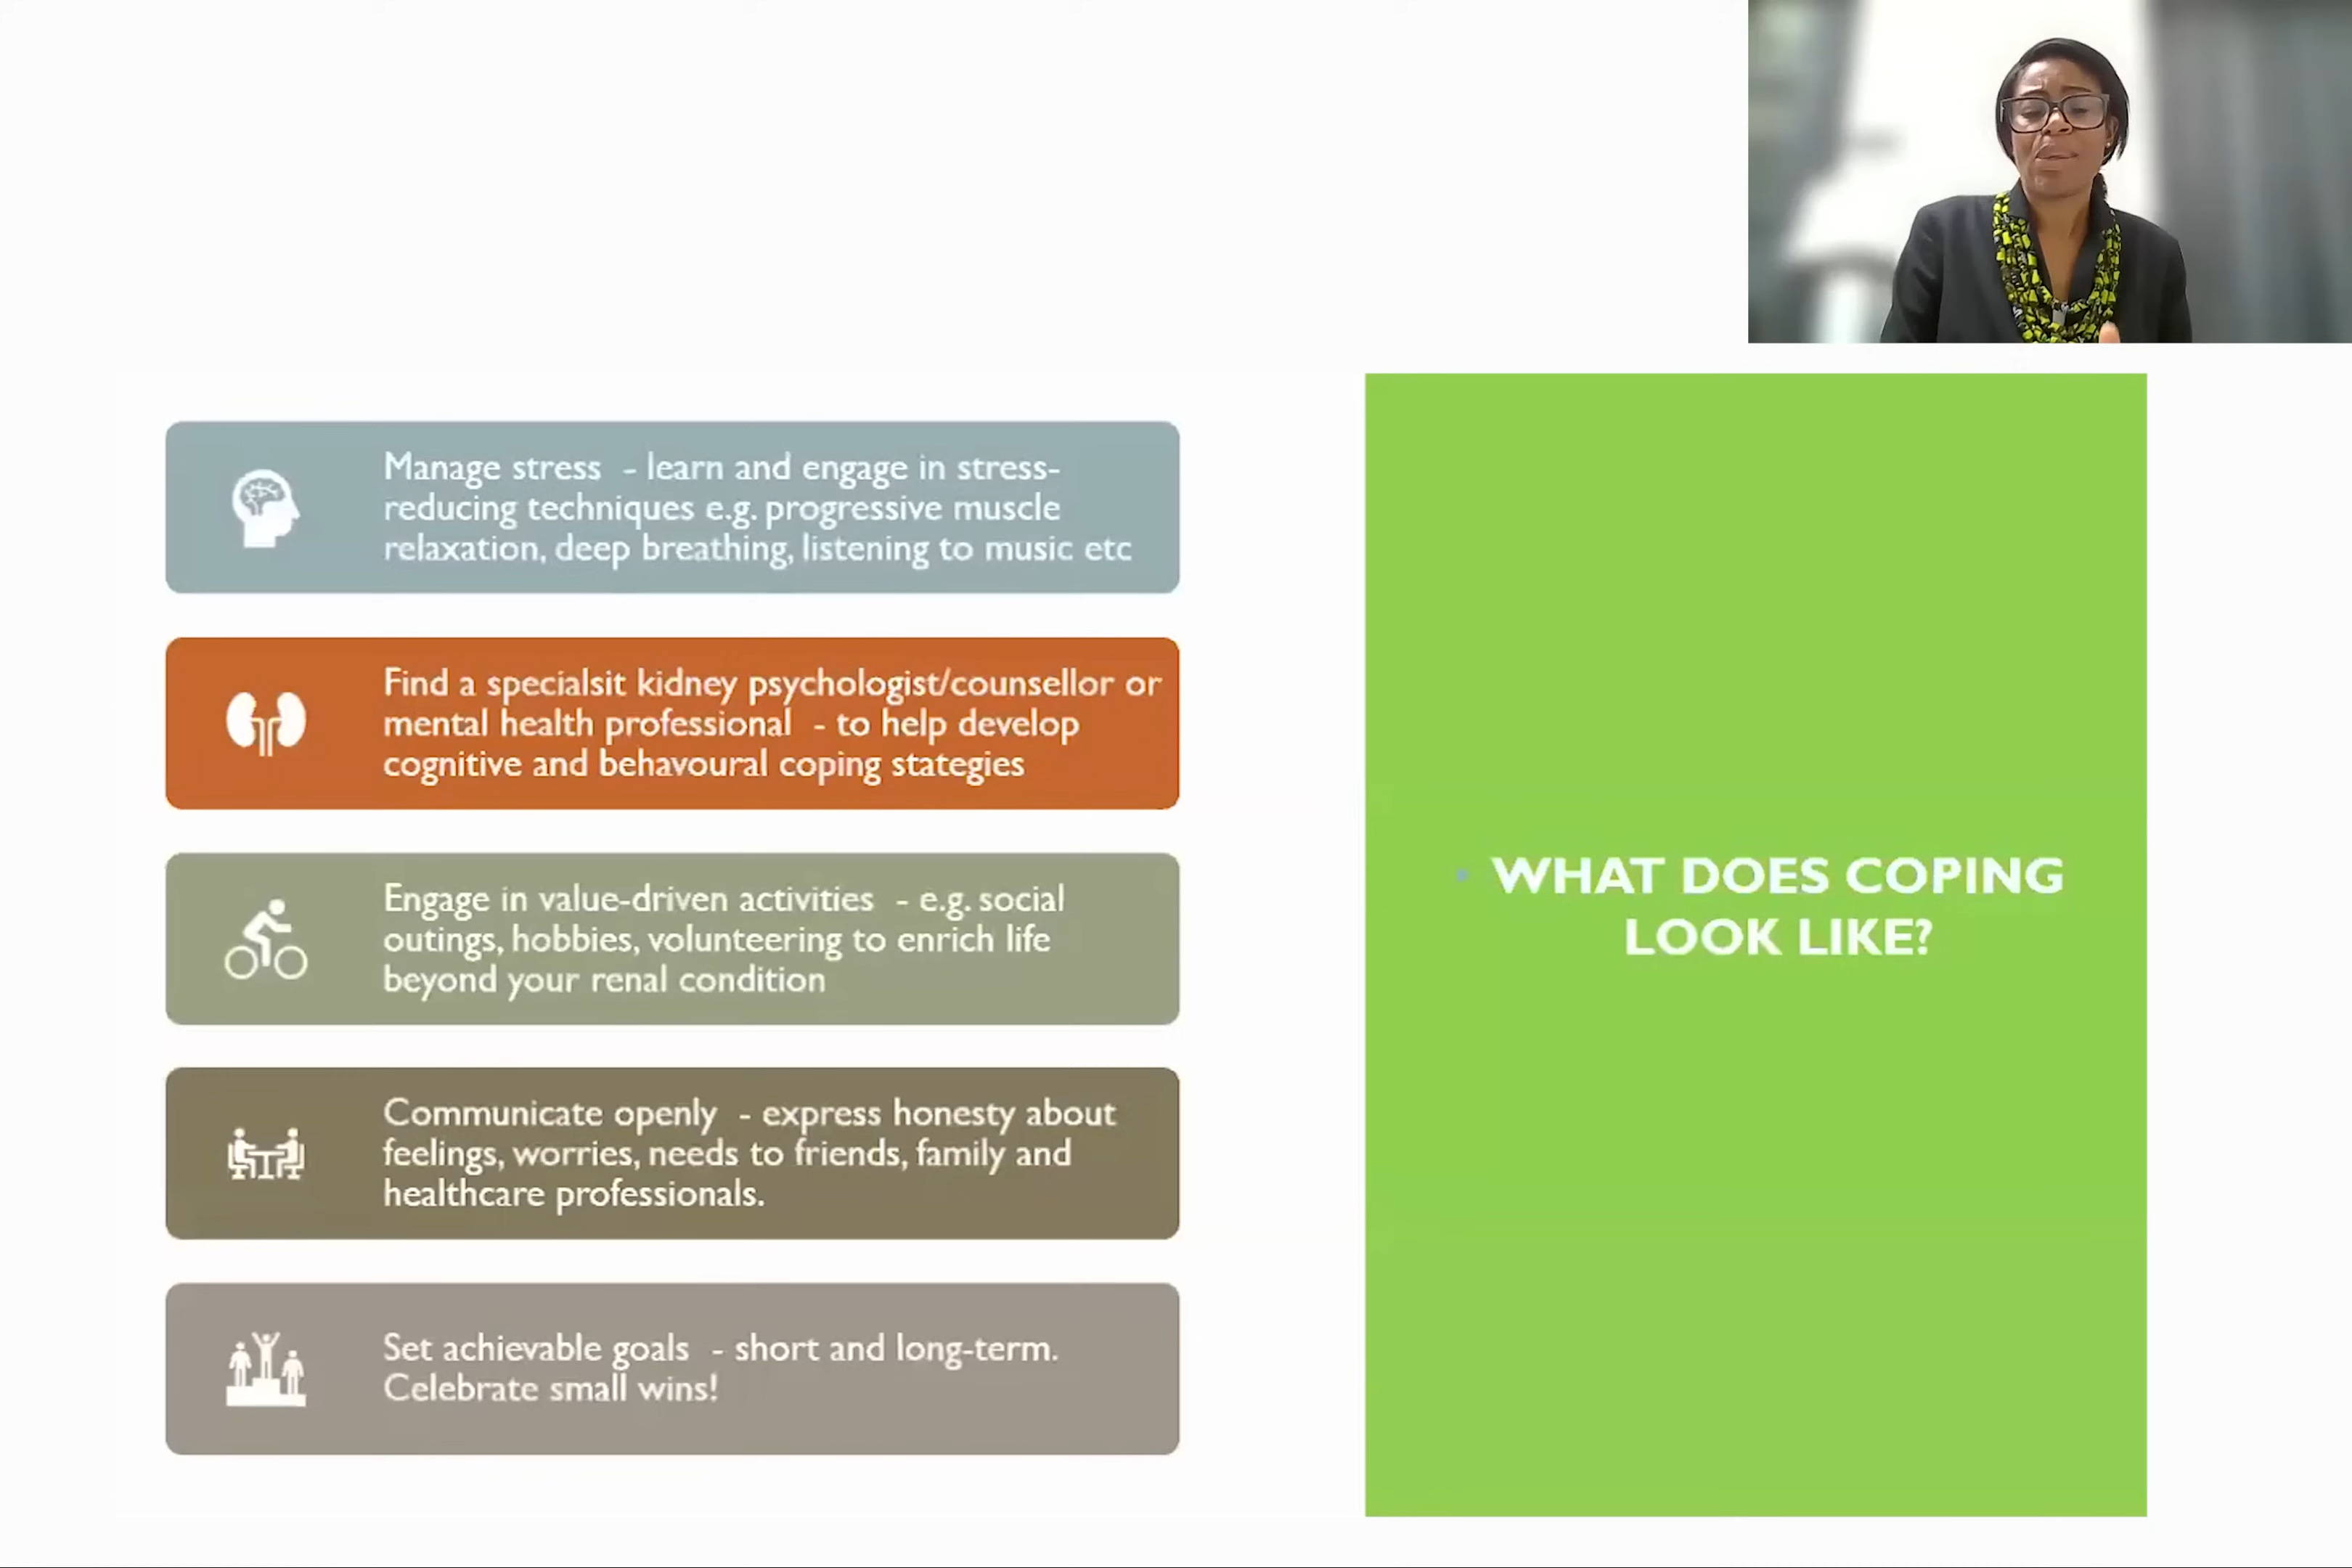 Manage stress - learn and engage in stress-
reducing techniques e.g. progressive muscle
relaxation, deep breathing, listening to music etc
Find a specialsit kidney psychologist/counsellor or
mental health professional - to help develop
cognitive and behavoural coping stategies
Engage in value-driven activities - e.g. social
outings, hobbies, volunteering to enrich life
beyond your renal condition
Communicate openly - express honesty about
feelings, worries, needs to friends, family and
healthcare professionals.
Set achievable goals - short and long-term.
Celebrate small wins!
• WHAT DOES COPING
LOOK LIKE?